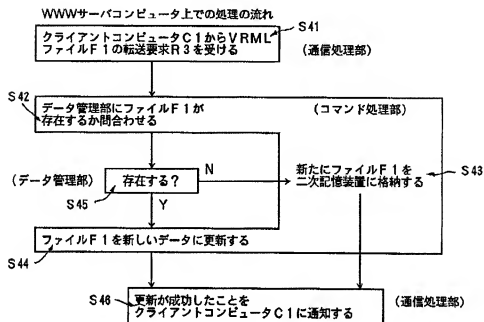 WWWサーバコンピュータ上での処理の流れ
S41
クライアントコンピュータC1からVRML
ファイルF1の転送要求R3を受ける
(通信処理部)
S42
データ管理部にファイルF1が
存在するか問合わせる
(コマンド処理部)
(データ管理部)
存在する?
N
新たにファイルF1を
二次記憶装置に格納する
S43
S45
Y
ファイルF1を新しいデータに更新する
S44
S46
更新が成功したことを
クライアントコンピュータC1に通知する
(通信処理部)